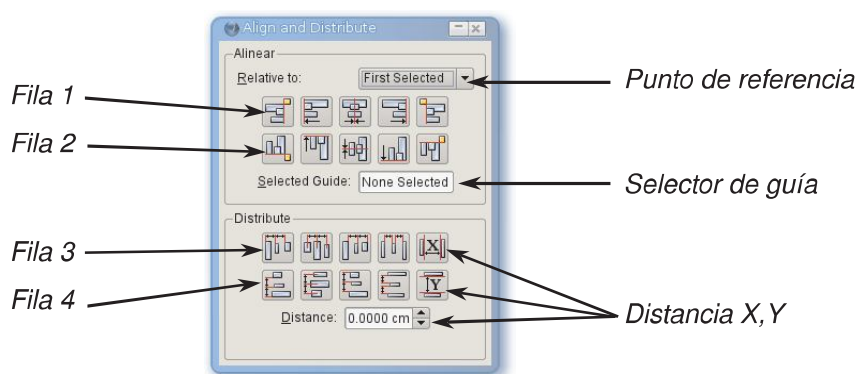 Align and Distribute
Alinear
Relative to: First Selected
Punto de referencia
Fila 1
Fila 2
Selected Guide: None Selected
Selector de guía
Distribute
Fila 3
X
Fila 4
Y
Distance: 0.0000 cm
Distancia X,Y